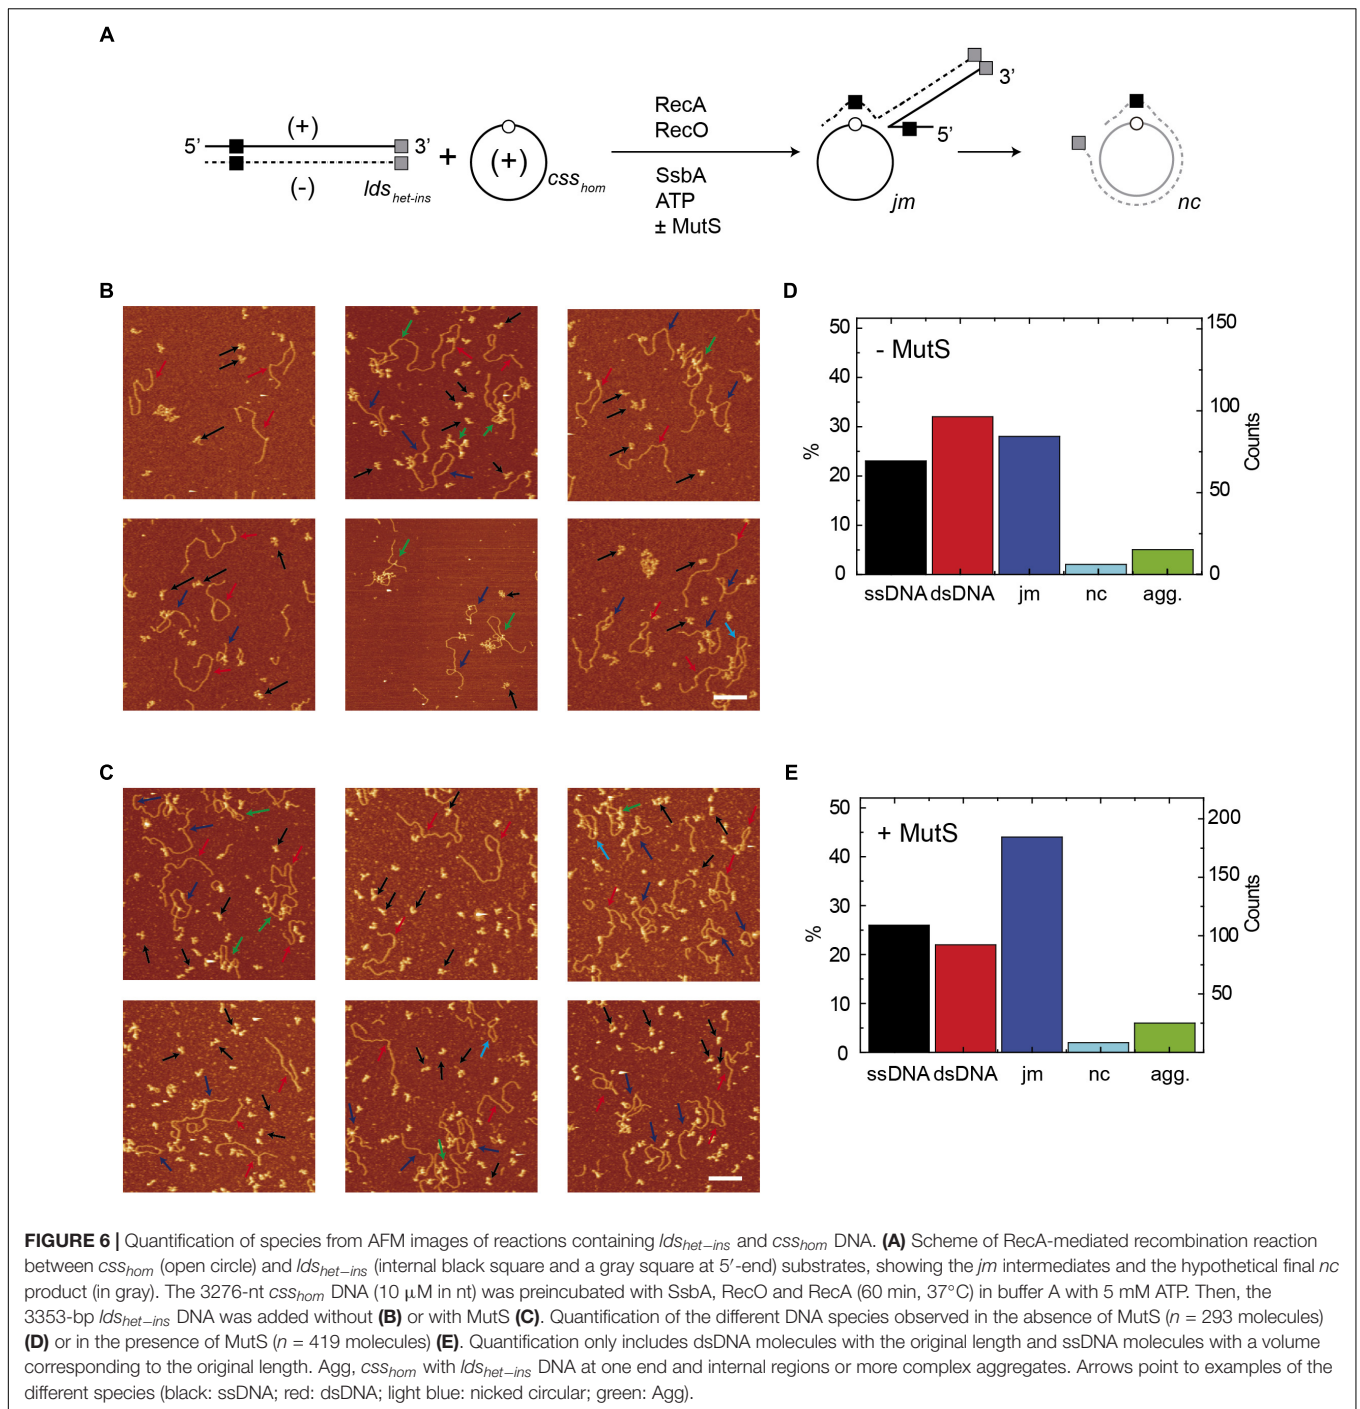 A
5’
(+)
3’
(-)
lds het-ins
+
(+)
css hom
RecA
RecO
SsbA
ATP
± MutS
3’
5’
jm
nc
B
D
50
40
30
20
10
0
%
- MutS
150
100
50
0
Counts
ssDNA dsDNA jm nc agg.
C
E
50
40
30
20
10
0
%
+ MutS
200
150
100
50
Counts
ssDNA dsDNA jm nc agg.
FIGURE 6 | Quantification of species from AFM images of reactions containing lds het−ins and css hom DNA. (A) Scheme of RecA-mediated recombination reaction
between css hom (open circle) and lds het−ins (internal black square and a gray square at 5′-end) substrates, showing the jm intermediates and the hypothetical final nc
product (in gray). The 3276-nt css hom DNA (10 μM in nt) was preincubated with SsbA, RecO and RecA (60 min, 37°C) in buffer A with 5 mM ATP. Then, the
3353-bp lds het−ins DNA was added without (B) or with MutS (C). Quantification of the different DNA species observed in the absence of MutS (n = 293 molecules)
(D) or in the presence of MutS (n = 419 molecules) (E). Quantification only includes dsDNA molecules with the original length and ssDNA molecules with a volume
corresponding to the original length. Agg, css hom with lds het−ins DNA at one end and internal regions or more complex aggregates. Arrows point to examples of the
different species (black: ssDNA; red: dsDNA; light blue: nicked circular; green: Agg).